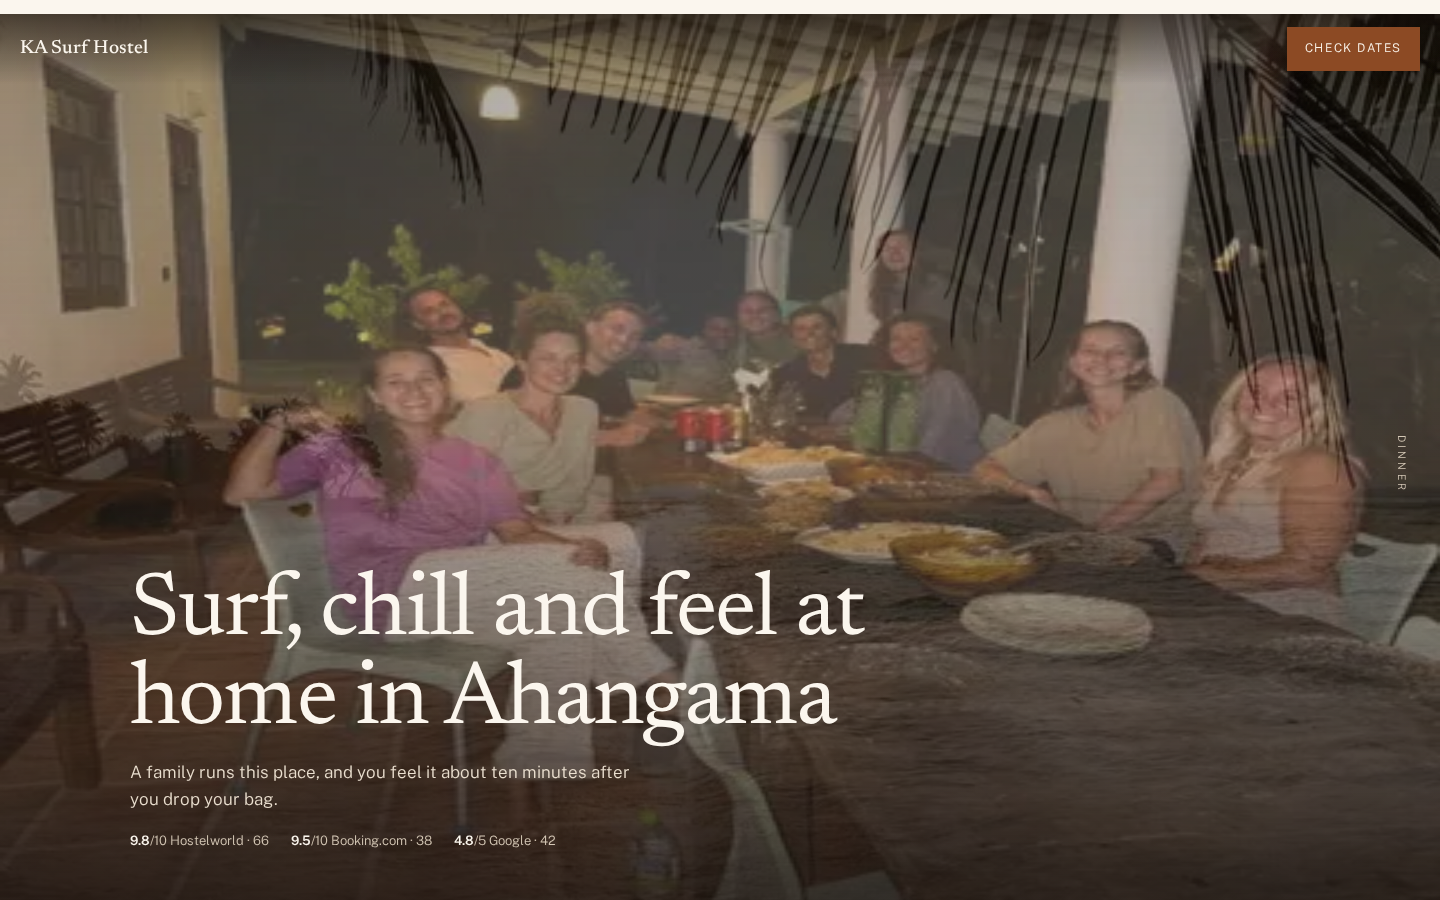 KA Surf Hostel
CHECK DATES
DINNER
Surf, chill and feel at
home in Ahangama
A family runs this place, and you feel it about ten minutes after
you drop your bag.
9.8/10 Hostelworld · 66 9.5/10 Booking.com · 38 4.8/5 Google · 42